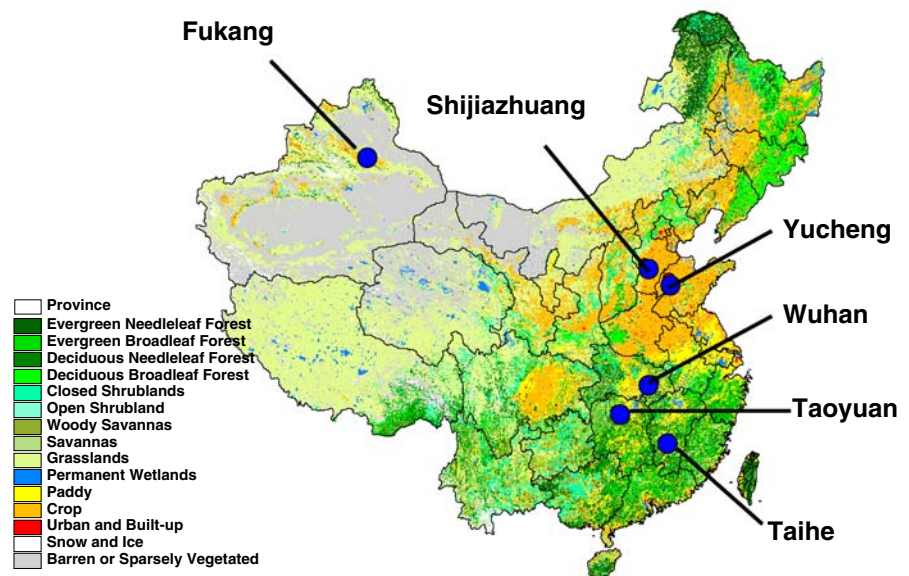 Fukang
Shijiazhuang
Yucheng
Wuhan
Taoyuan
Taihe
Province
Evergreen Needleleaf Forest
Evergreen Broadleaf Forest
Deciduous Needleleaf Forest
Deciduous Broadleaf Forest
Closed Shrublands
Open Shrubland
Woody Savannas
Savannas
Grasslands
Permanent Wetlands
Paddy
Crop
Urban and Built-up
Snow and Ice
Barren or Sparsely Vegetated